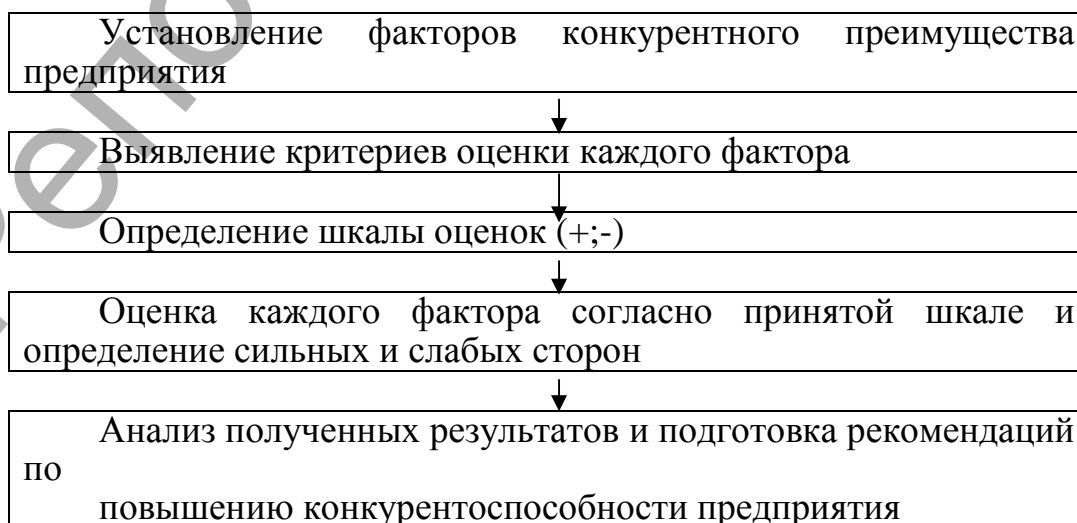 Установление факторов конкурентного преимущества
предприятия
Выявление критериев оценки каждого фактора
Определение шкалы оценок (+;-)
Оценка каждого фактора согласно принятой шкале и
определение сильных и слабых сторон
Анализ полученных результатов и подготовка рекомендаций
по
повышению конкурентоспособности предприятия